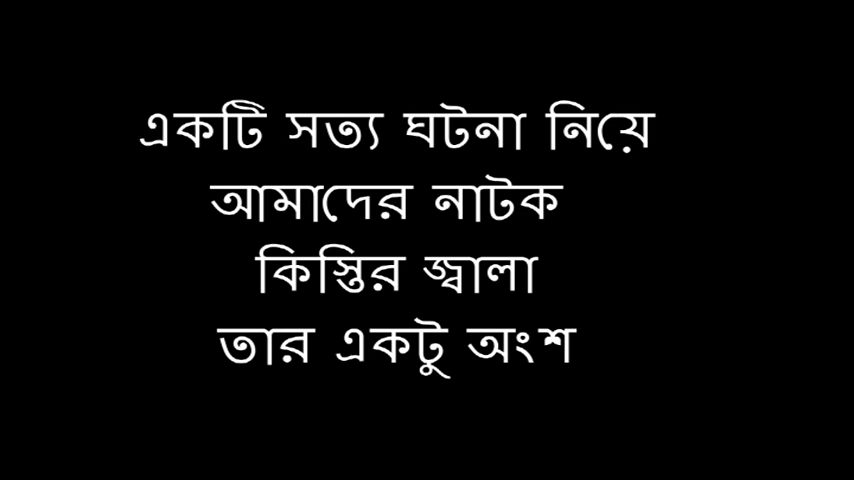 একটি সত্য ঘটনা নিয়ে
আমাদের নাটক
কিস্তির জ্বালা
তার একটু অংশ